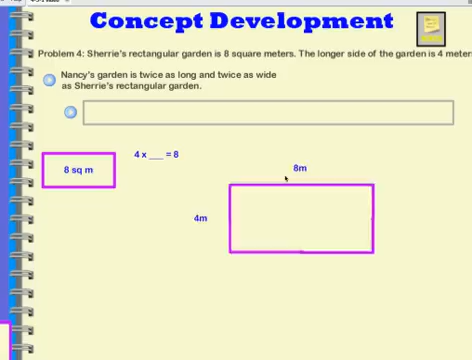 Concept Development
Problem 4: Sherrie's rectangular garden is 8 square meters. The longer side of the garden is 4 meter
Nancy's garden is twice as long and twice as wide
as Sherrie's rectangular garden.
4 x ___ = 8
8 sq m
8m
4m